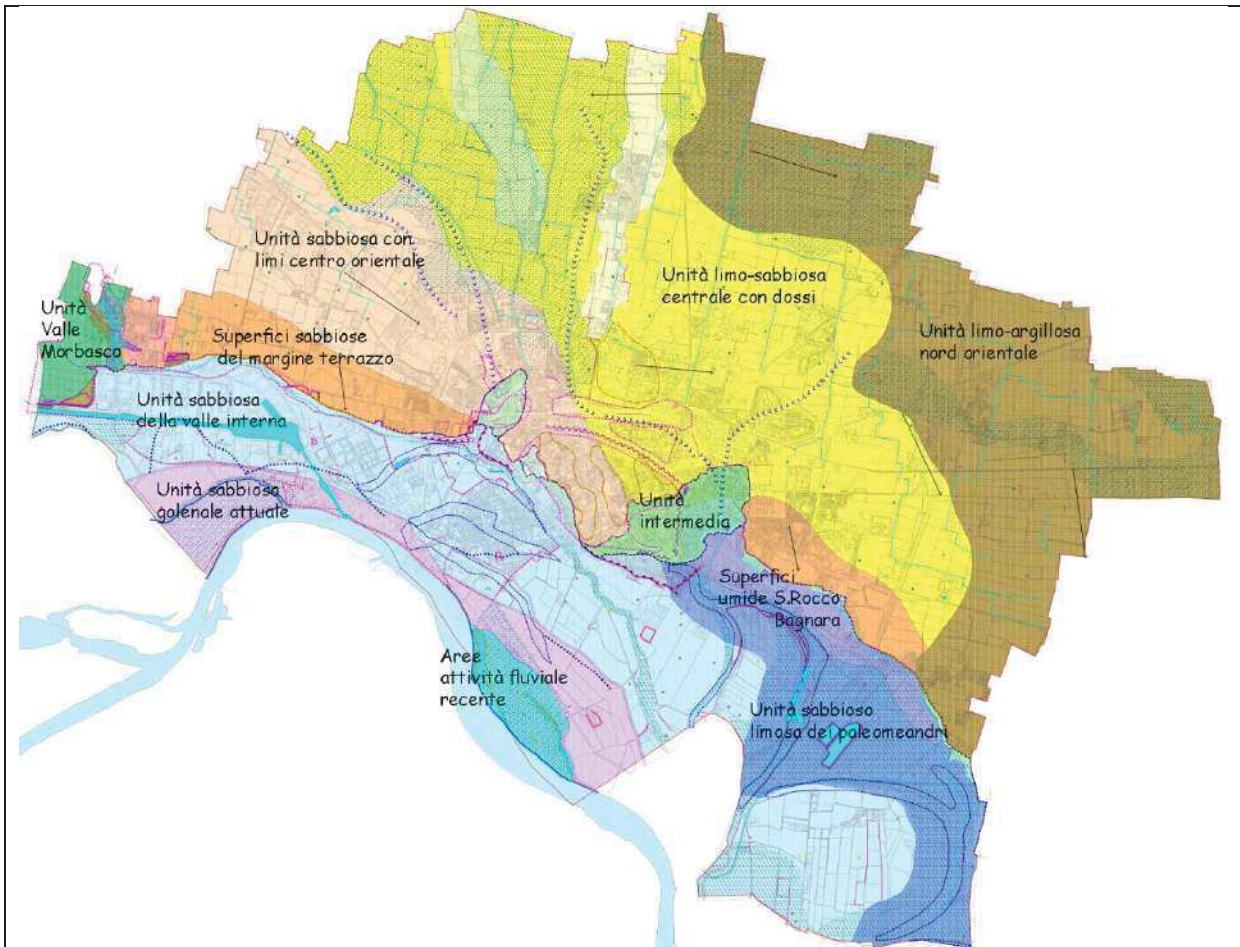 Unità sabbiosa con
limi centro orientale
Unità limo-sabbiosa
centrale con dossi
Unità limo-argillosa
nord orientale
Unità
Valle
Morbasco
Superfici sabbiose
del margine terrazzo
Unità sabbiosa
della valle interna
Unità sabbiosa
golenale attuale
Unità
intermedia
Superfici
umide S.Rocco
Bagnara
Aree
attività fluviale
recente
Unità sabbioso
limosa dei paleomeandri